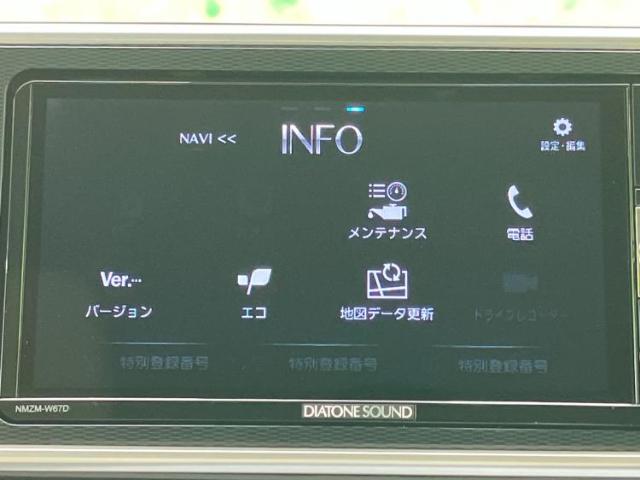 NAVI << INFO
設定・編集
メンテナンス
電話
Ver.…
バージョン
エコ
地図データ更新
ドライブレコーダー
特別登録番号
特別登録番号
特別登録番号
NMZM-W67D
DIATONE SOUND